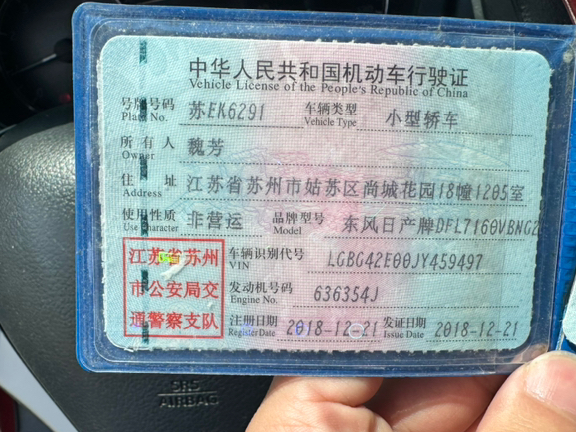 中华人民共和国机动车行驶证
Vehicle License of the People's Republic of China
号牌号码 苏EK6291 车辆类型 小型轿车
Plate No. Vehicle Type
所有人 魏芳
Owner
住址 江苏省苏州市姑苏区商城花园18幢1205室
Address
使用性质 非营运 品牌型号 东风日产牌DFL7160VBNG2
Use Character Model
江苏省苏州
市公安局交
通警察支队
车辆识别代号 LGBG42E00JY459497
VIN
发动机号码 636354J
Engine No.
注册日期 2018-12-21 发证日期 2018-12-21
Register Date Issue Date
SRS
AIRBAG